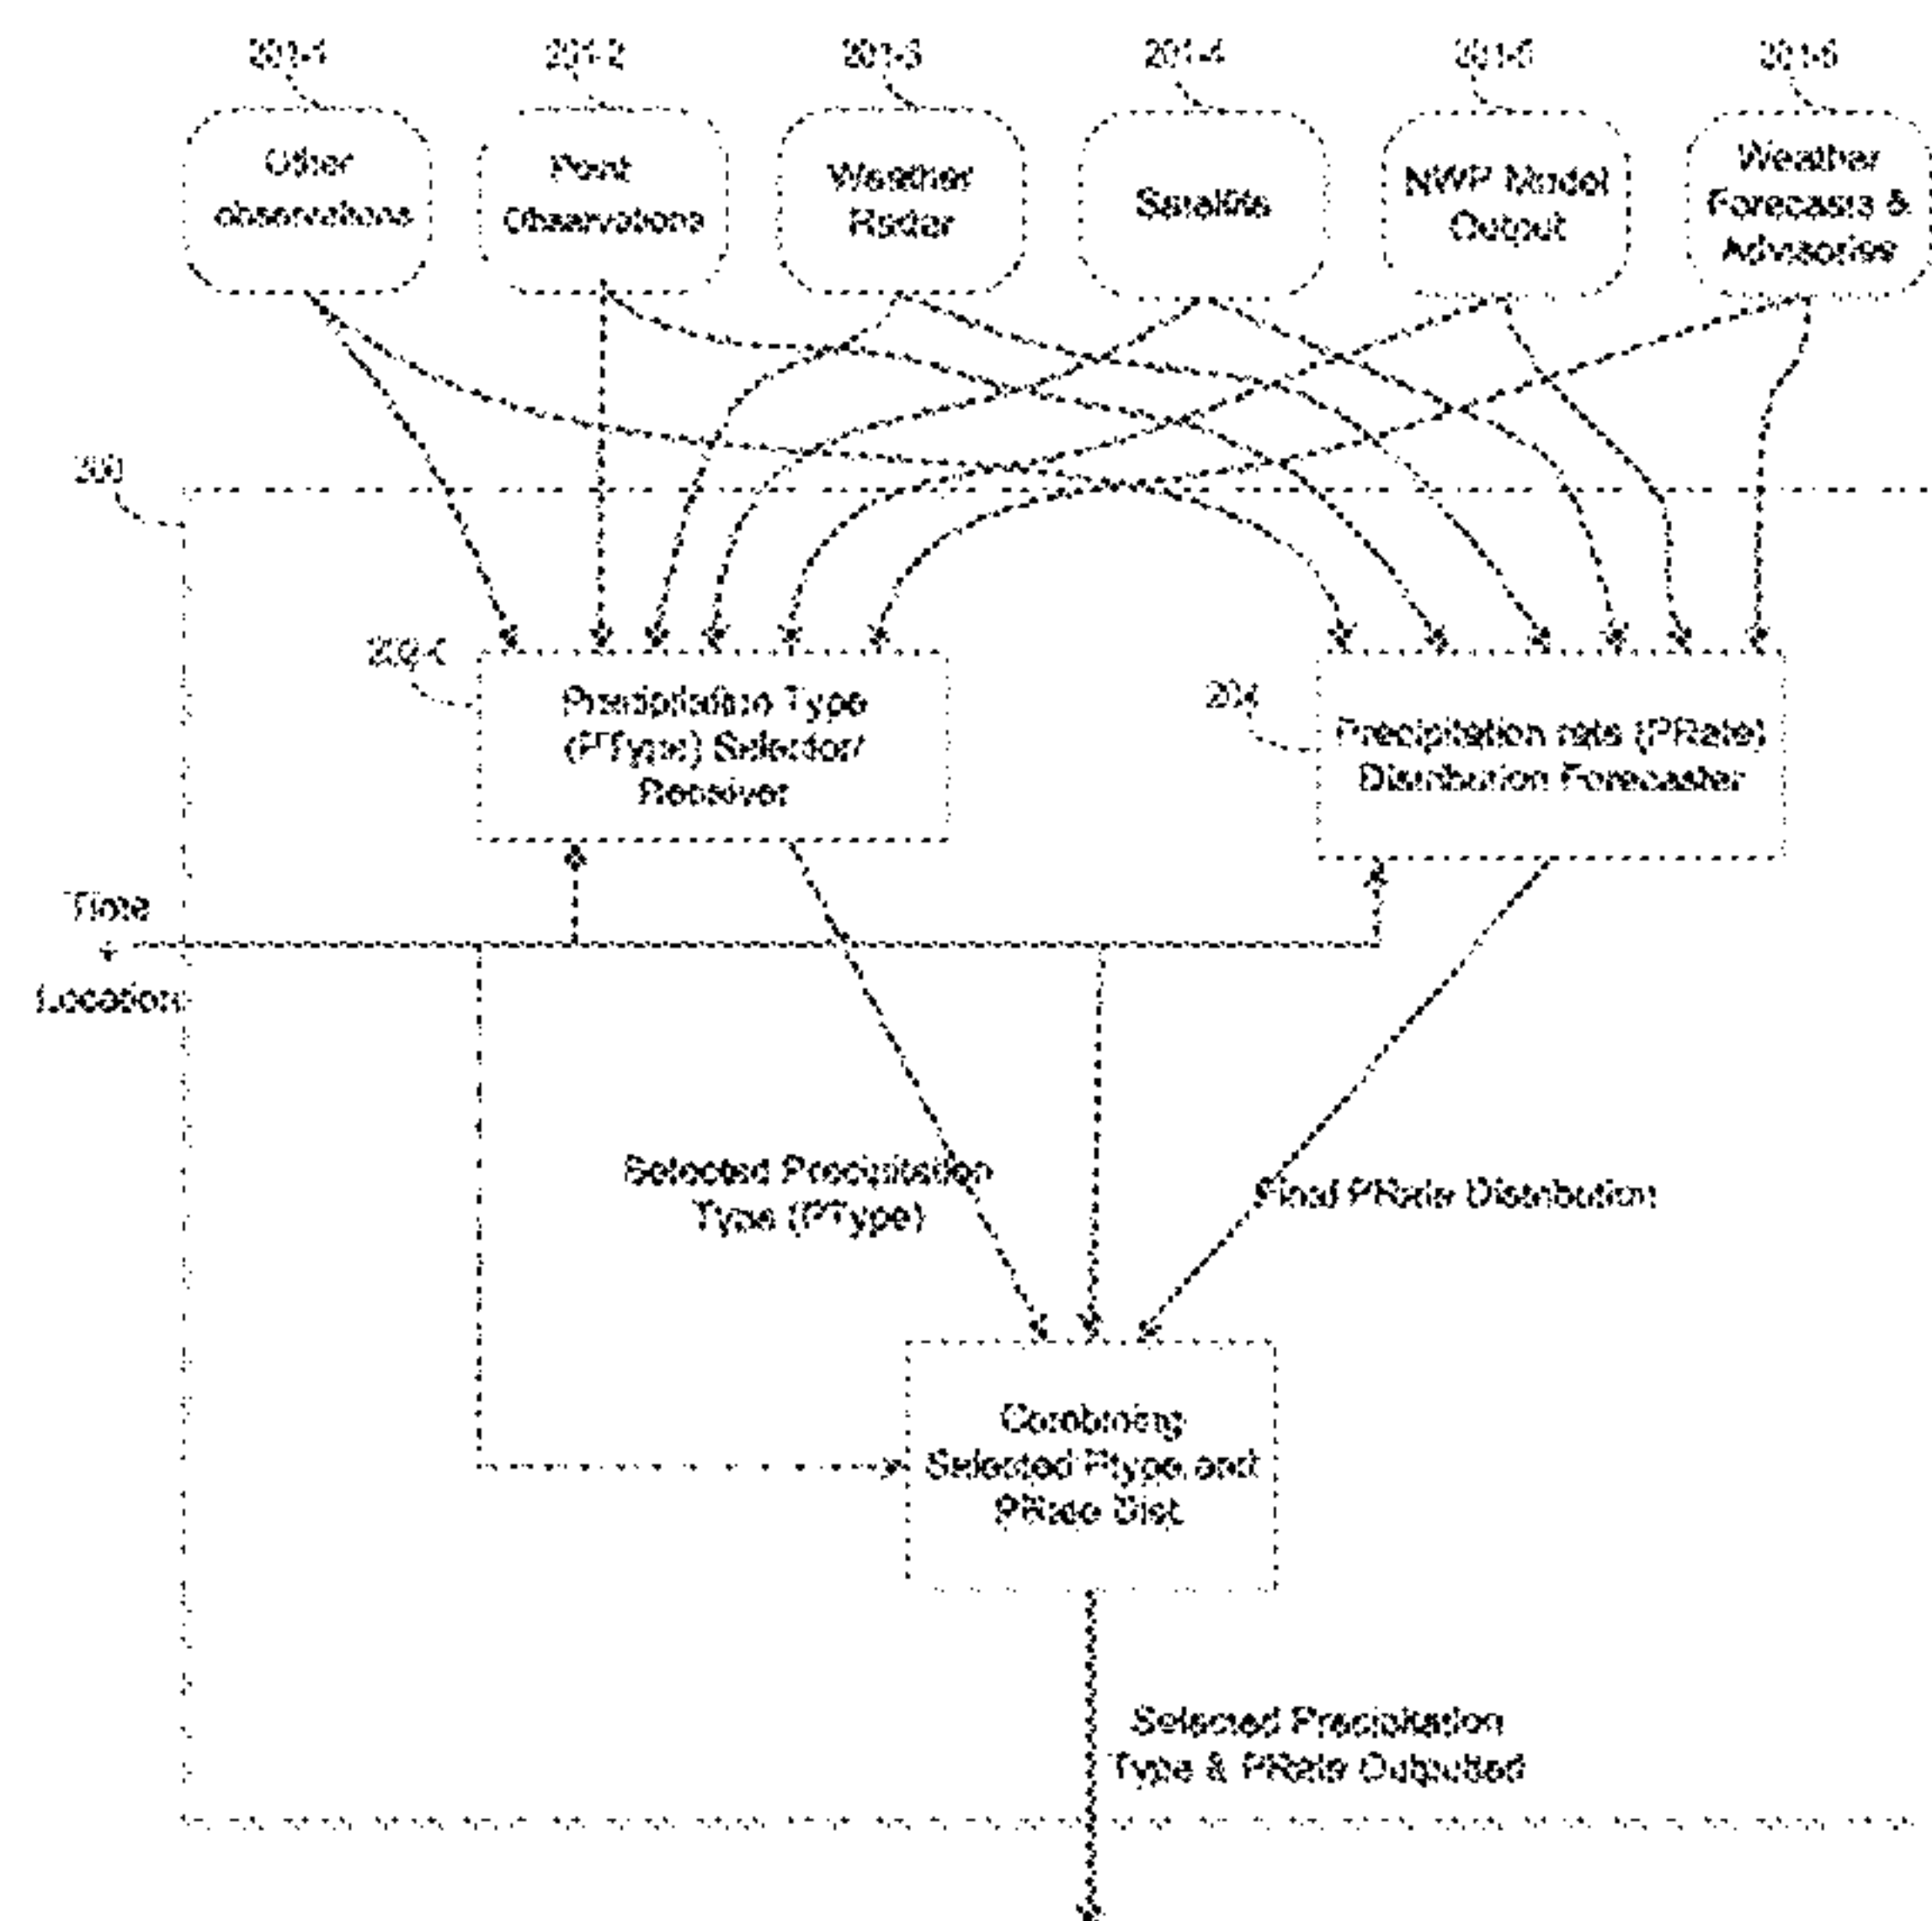 201-1
201-2
201-3
201-4
201-5
201-6
Other
observations
Point
Observations
Weather
Radar
Satellite
NWP Model
Output
Weather
Forecasts &
Advisories
200
204
Precipitation Type
(PType) Selector/
Receiver
Precipitation rate (PRate)
Distribution Forecaster
Time
+
Location
Selected Precipitation
Type (PType)
Final PRate Distribution
Combining
Selected Ptype and
PRate Dist
Selected Precipitation
Type & PRate Outputted